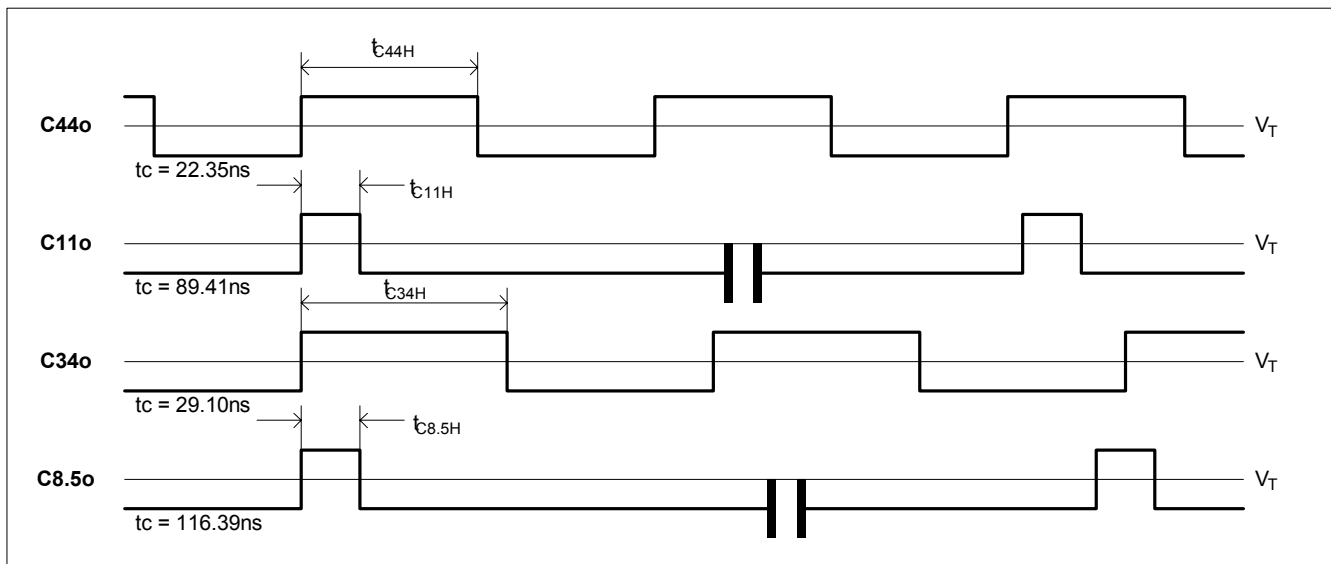 tC44H
C44o
VT
tc = 22.35ns
tC11H
C11o
VT
tc = 89.41ns
tC34H
C34o
VT
tc = 29.10ns
tC8.5H
C8.5o
VT
tc = 116.39ns